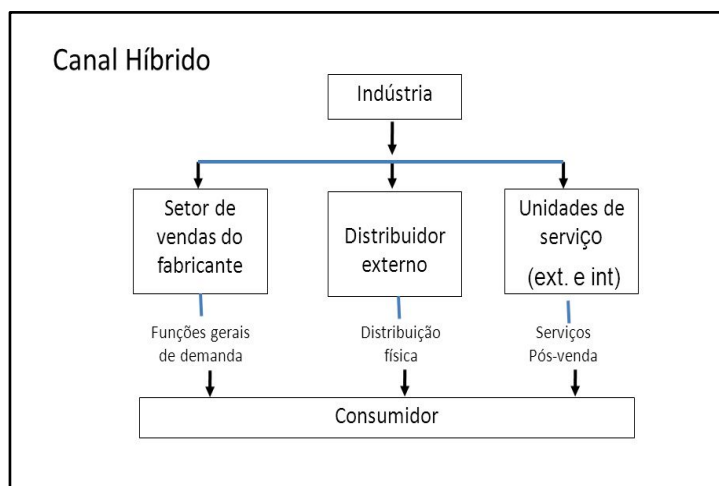 Canal Híbrido
Indústria
Setor de
vendas do
fabricante
Distribuidor
externo
Unidades de
serviço
(ext. e int)
Funções gerais
de demanda
Distribuição
física
Serviços
Pós-venda
Consumidor